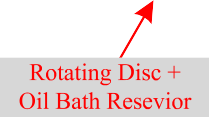 Rotating Disc +
Oil Bath Resevior